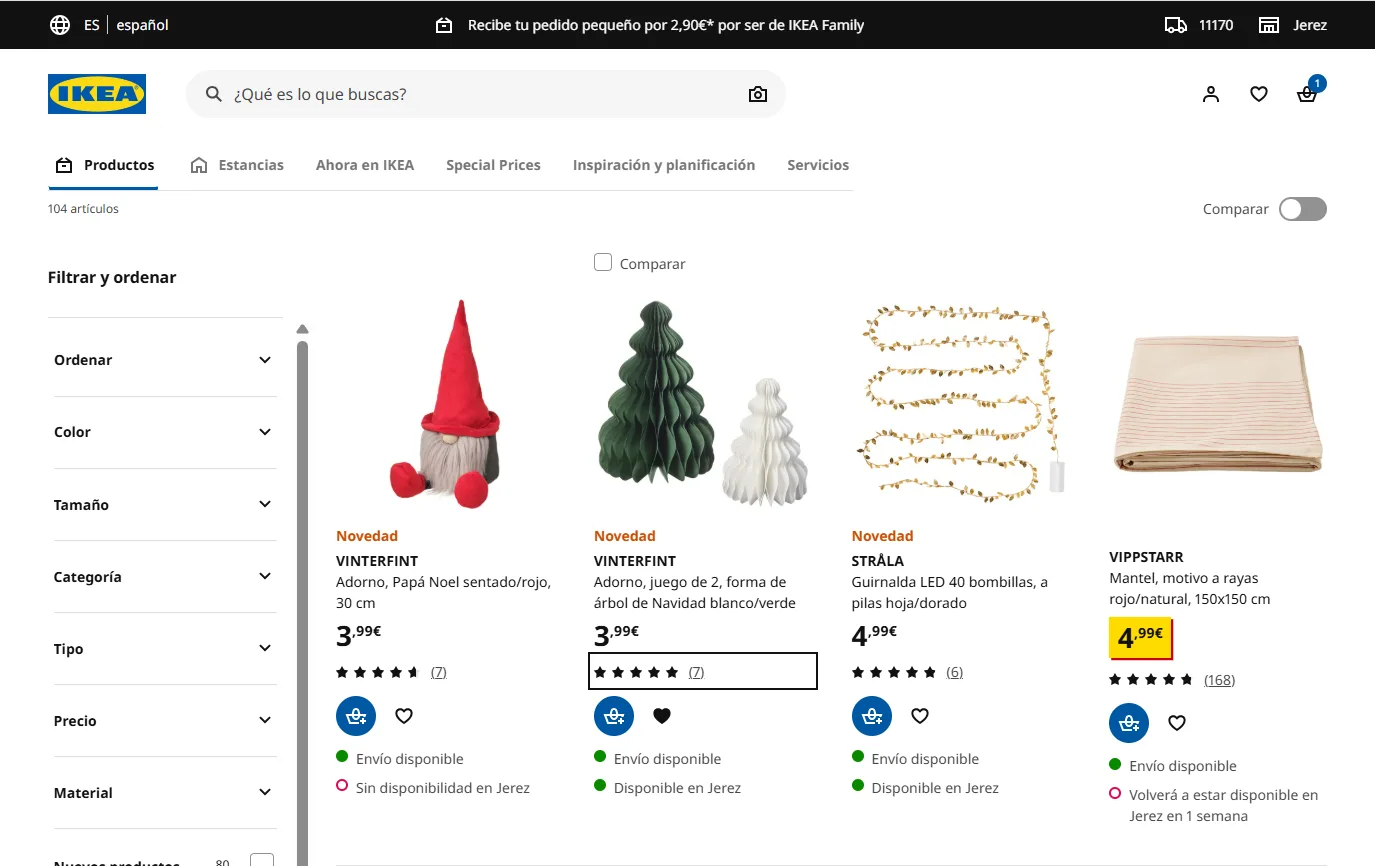 ES español
Recibe tu pedido pequeño por 2,90€* por ser de IKEA Family
11170
Jerez
IKEA
¿Qué es lo que buscas?
1
Productos
Estancias
Ahora en IKEA
Special Prices
Inspiración y planificación
Servicios
104 artículos
Comparar
Filtrar y ordenar
Ordenar
Color
Tamaño
Categoría
Tipo
Precio
Material
Nuevos productos 80
Novedad
VINTERFINT
Adorno, Papá Noel sentado/rojo,
30 cm
3,99€
(7)
Envío disponible
Sin disponibilidad en Jerez
Comparar
Novedad
VINTERFINT
Adorno, juego de 2, forma de
árbol de Navidad blanco/verde
3,99€
(7)
Envío disponible
Disponible en Jerez
Novedad
STRÅLA
Guirnalda LED 40 bombillas, a
pilas hoja/dorado
4,99€
(6)
Envío disponible
Disponible en Jerez
VIPPSTARR
Mantel, motivo a rayas
rojo/natural, 150x150 cm
4,99€
(168)
Envío disponible
Volverá a estar disponible en
Jerez en 1 semana